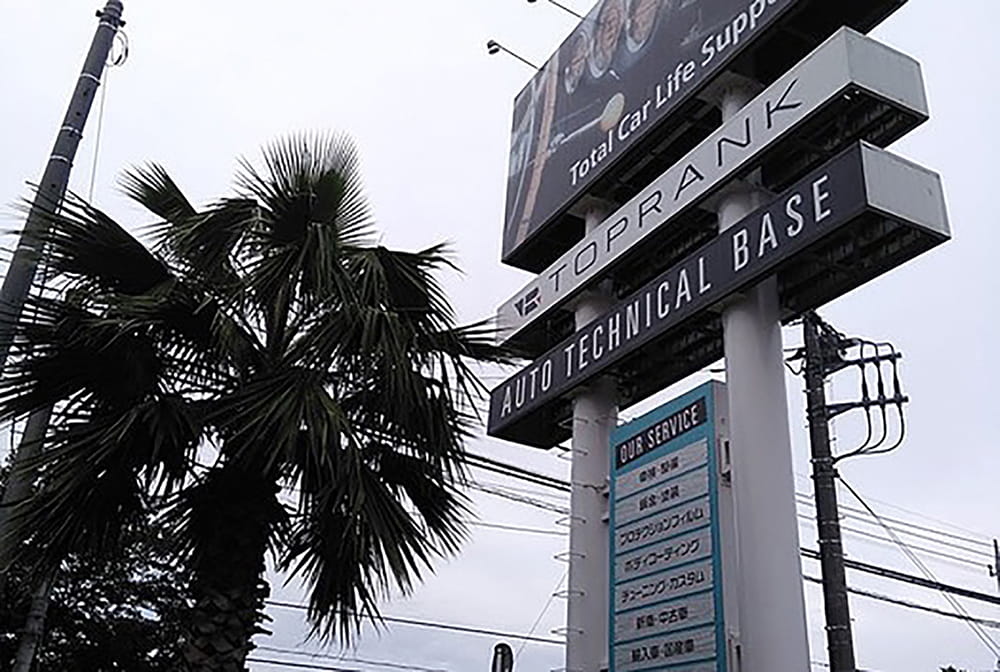 Total Car Life Suppo
TOPRANK
AUTO TECHNICAL BASE
OUR SERVICE
車検・整備
鈑金・塗装
プロテクションフィルム
ボディコーティング
チューニング・カスタム
新車・中古車
輸入車・国産車